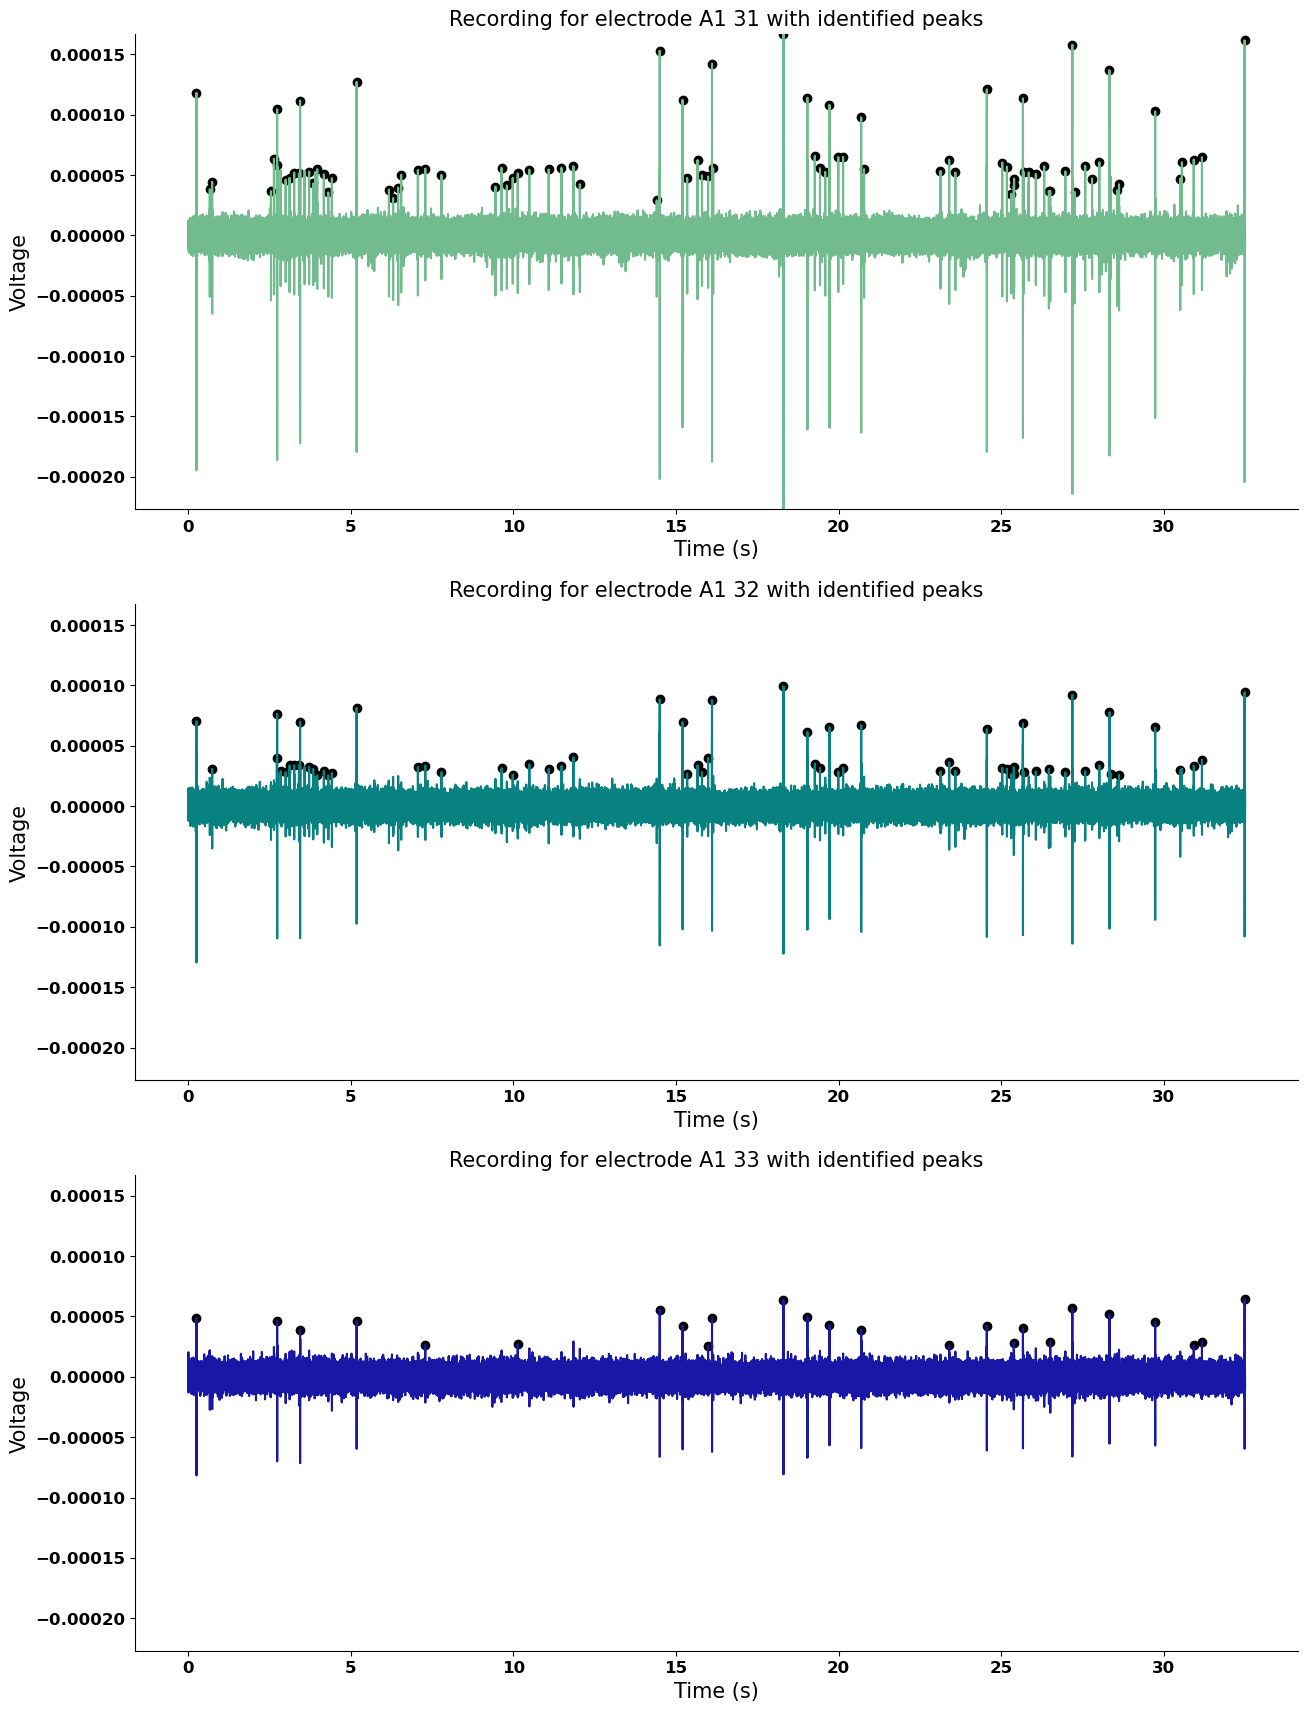 Recording for electrode A1 31 with identified peaks
0.00015
0.00010
0.00005
0.00000
−0.00005
−0.00010
−0.00015
−0.00020
Voltage
0 5 10 15 20 25 30
Time (s)
Recording for electrode A1 32 with identified peaks
0.00015
0.00010
0.00005
0.00000
−0.00005
−0.00010
−0.00015
−0.00020
Voltage
0 5 10 15 20 25 30
Time (s)
Recording for electrode A1 33 with identified peaks
0.00015
0.00010
0.00005
0.00000
−0.00005
−0.00010
−0.00015
−0.00020
Voltage
0 5 10 15 20 25 30
Time (s)